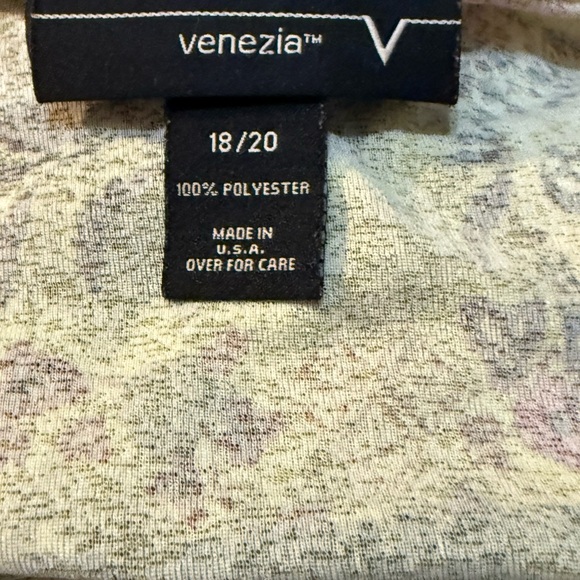 venezia™
18/20
100% POLYESTER
MADE IN
U.S.A.
OVER FOR CARE